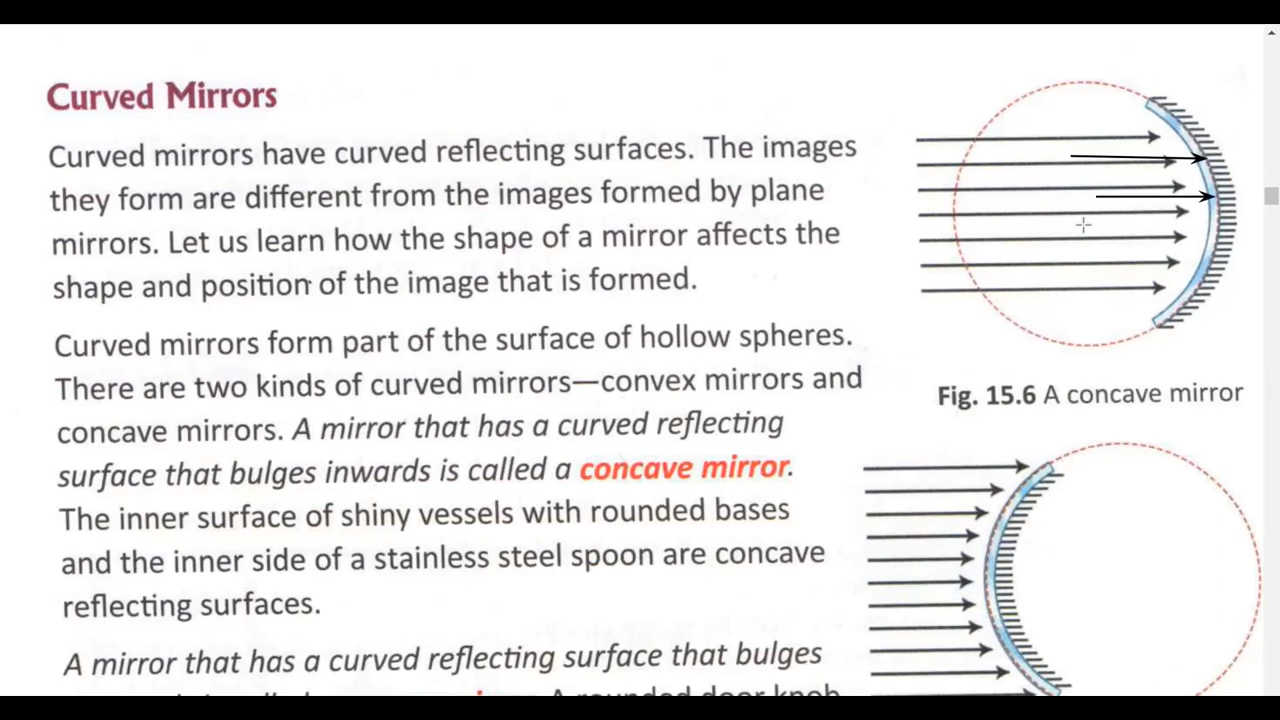 Curved Mirrors
Curved mirrors have curved reflecting surfaces. The images
they form are different from the images formed by plane
mirrors. Let us learn how the shape of a mirror affects the
shape and position of the image that is formed.
Curved mirrors form part of the surface of hollow spheres.
There are two kinds of curved mirrors—convex mirrors and
concave mirrors. A mirror that has a curved reflecting
surface that bulges inwards is called a concave mirror.
The inner surface of shiny vessels with rounded bases
and the inner side of a stainless steel spoon are concave
reflecting surfaces.
A mirror that has a curved reflecting surface that bulges
Fig. 15.6 A concave mirror